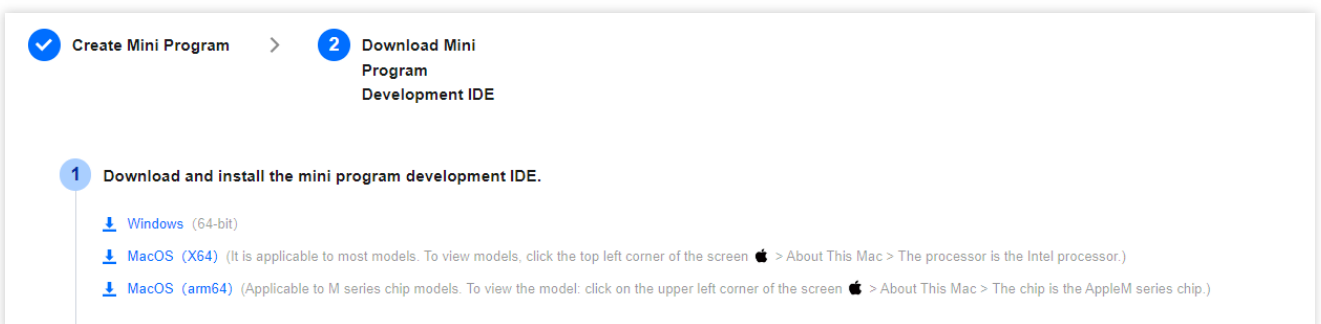 Create Mini Program > 2 Download Mini
Program
Development IDE
1 Download and install the mini program development IDE.
Windows (64-bit)
MacOS (X64) (It is applicable to most models. To view models, click the top left corner of the screen > About This Mac > The processor is the Intel processor.)
MacOS (arm64) (Applicable to M series chip models. To view the model: click on the upper left corner of the screen > About This Mac > The chip is the AppleM series chip.)